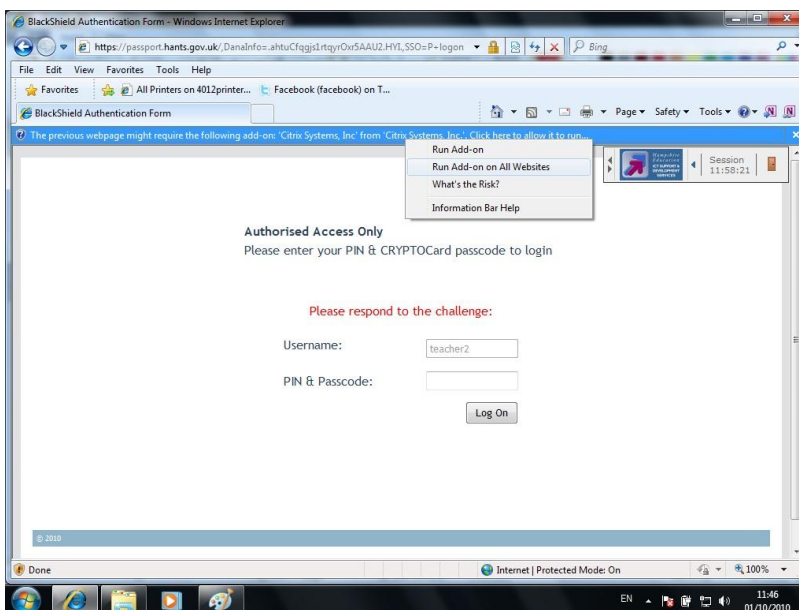 BlackShield Authentication Form - Windows Internet Explorer
https://passport.hants.gov.uk/,DanaInfo=.ahtuCfqgjs1rtqyrOxr5AAU2.HYI,SSO=P+logon
Bing
File Edit View Favorites Tools Help
Favorites All Printers on 4012printer... Facebook (facebook) on T...
BlackShield Authentication Form
Page Safety Tools
The previous webpage might require the following add-on: 'Citrix Systems, Inc' from 'Citrix Systems, Inc.'. Click here to allow it to run...
Run Add-on
Run Add-on on All Websites
What's the Risk?
Information Bar Help
Hampshire
Education
Session
11:58:21
Authorised Access Only
Please enter your PIN & CRYPTOCard passcode to login
Please respond to the challenge:
Username:
teacher2
PIN & Passcode:
Log On
© 2010
Done
Internet | Protected Mode: On
100%
EN
11:46
01/10/2010